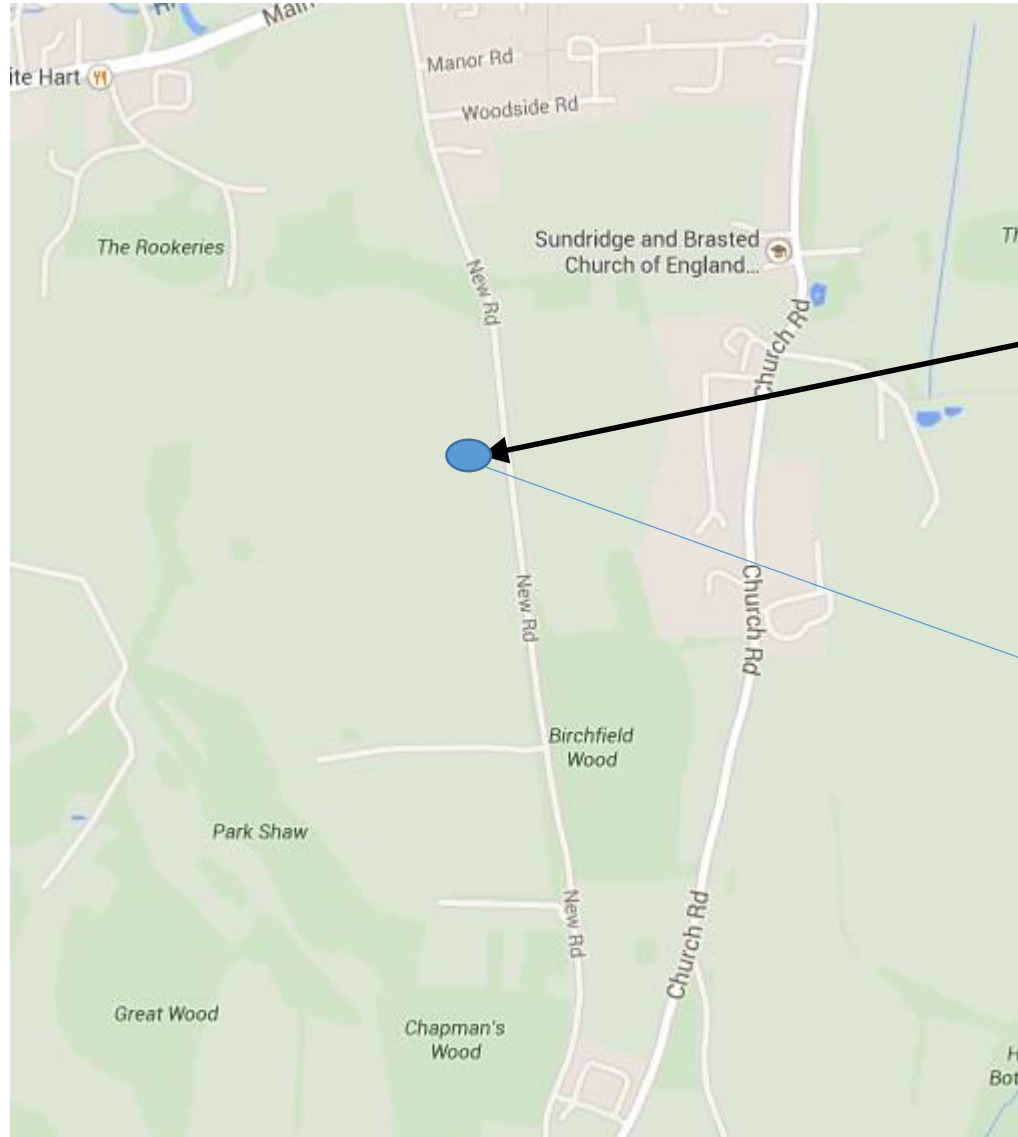 Main
ite Hart
Manor Rd
Woodside Rd
The Rookeries
Sundridge and Brasted
Church of England...
New Rd
Church Rd
New Rd
Church Rd
Birchfield
Wood
Park Shaw
New Rd
Church Rd
Great Wood
Chapman's
Wood
Bot